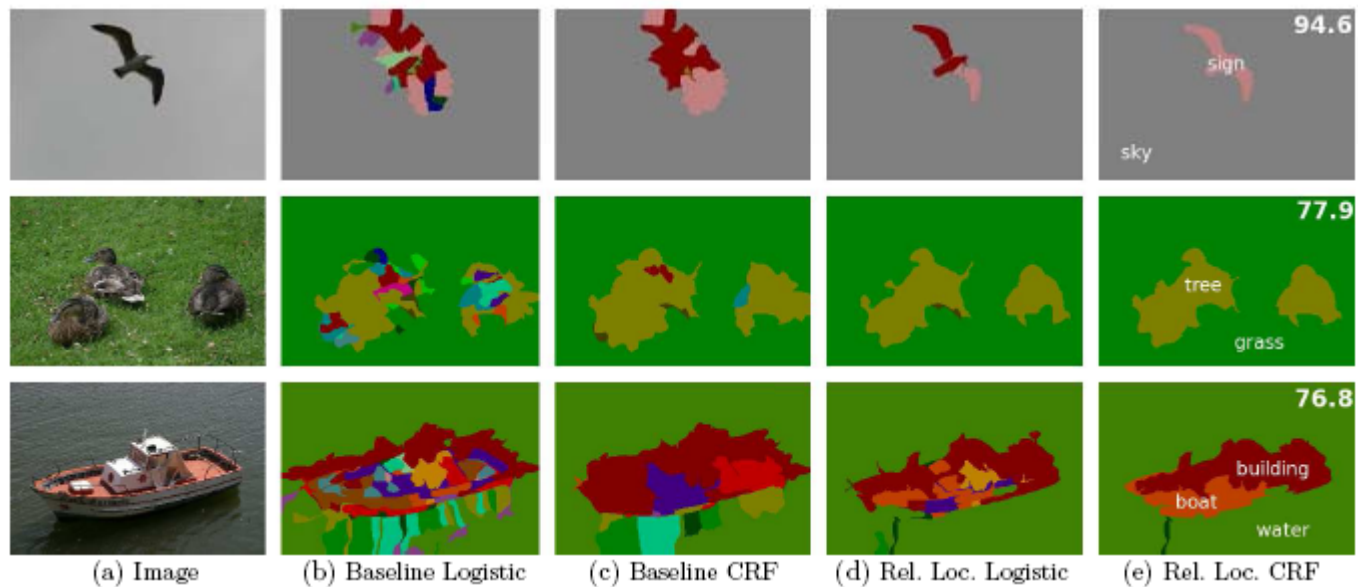 94.6
sign
sky
77.9
tree
grass
76.8
building
boat
water
(a) Image (b) Baseline Logistic (c) Baseline CRF (d) Rel. Loc. Logistic (e) Rel. Loc. CRF